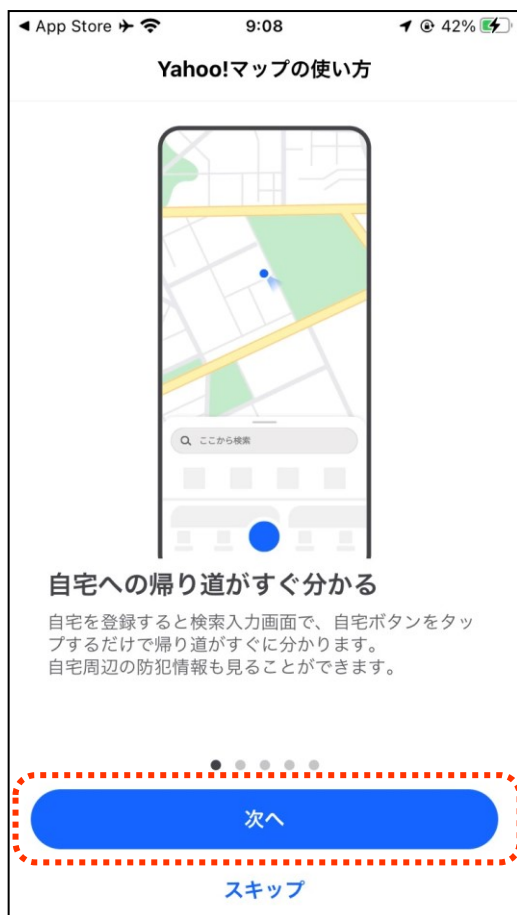 App Store
9:08
42%
Yahoo!マップの使い方
ここから検索
自宅への帰り道がすぐ分かる
自宅を登録すると検索入力画面で、自宅ボタンをタッ
プするだけで帰り道がすぐに分かります。
自宅周辺の防犯情報も見ることができます。
次へ
スキップ